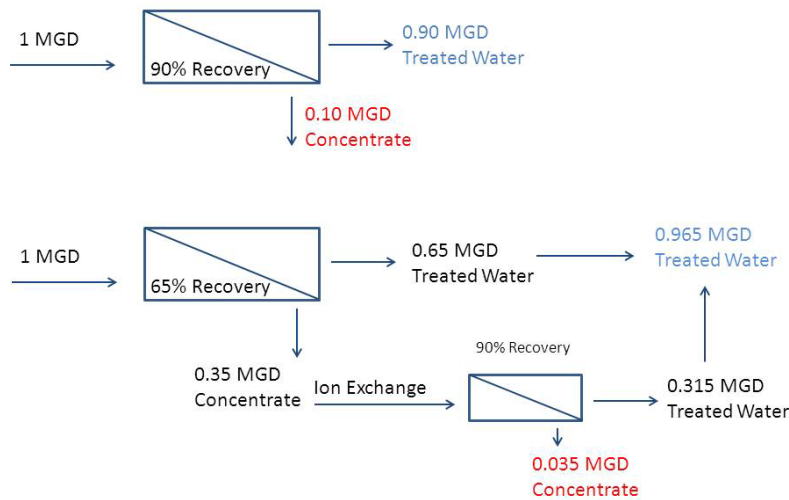 1 MGD
90% Recovery
0.90 MGD
Treated Water
0.10 MGD
Concentrate
1 MGD
65% Recovery
0.65 MGD
Treated Water
0.965 MGD
Treated Water
0.35 MGD
Concentrate
Ion Exchange
90% Recovery
0.315 MGD
Treated Water
0.035 MGD
Concentrate